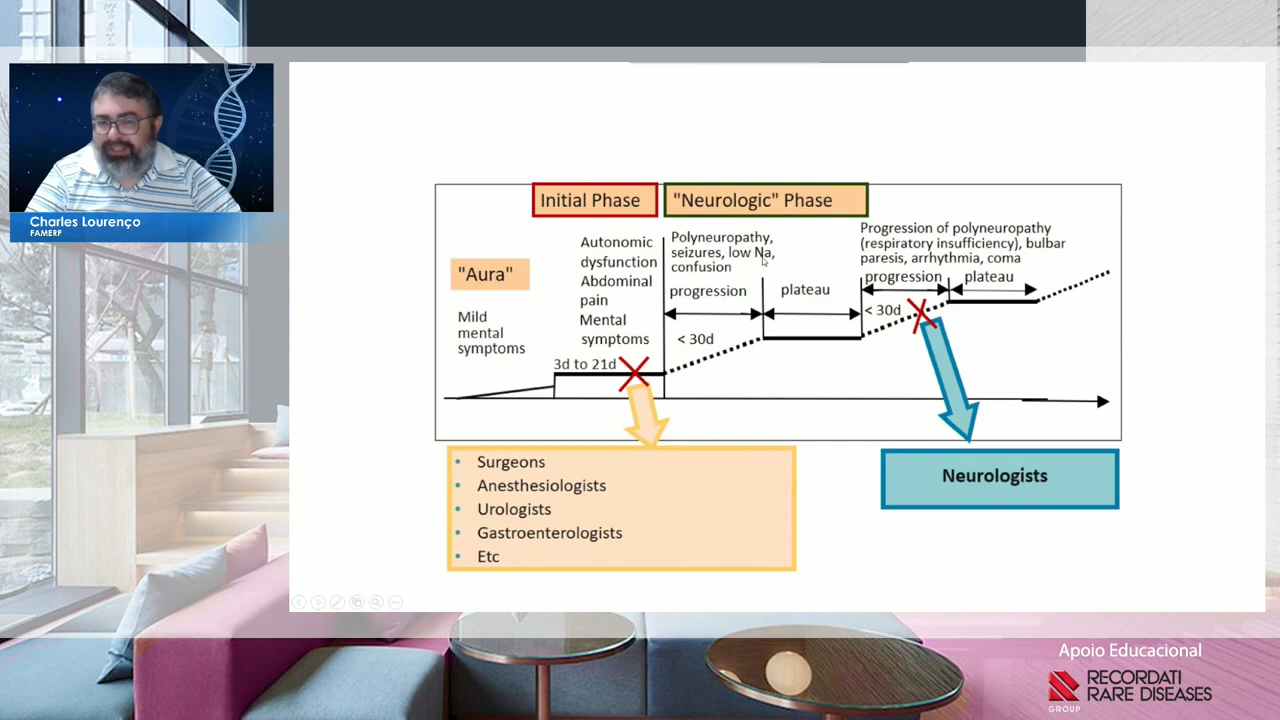 Charles Lourenço
FAMERP
Initial Phase
"Neurologic" Phase
"Aura"
Mild
mental
symptoms
Autonomic
dysfunction
Abdominal
pain
Mental
symptoms
3d to 21d
Polyneuropathy,
seizures, low Na,
confusion
progression
plateau
< 30d
Progression of polyneuropathy
(respiratory insufficiency), bulbar
paresis, arrhythmia, coma
progression
plateau
< 30d
• Surgeons
• Anesthesiologists
• Urologists
• Gastroenterologists
• Etc
Neurologists
Apoio Educacional
RECORDATI
RARE DISEASES
GROUP